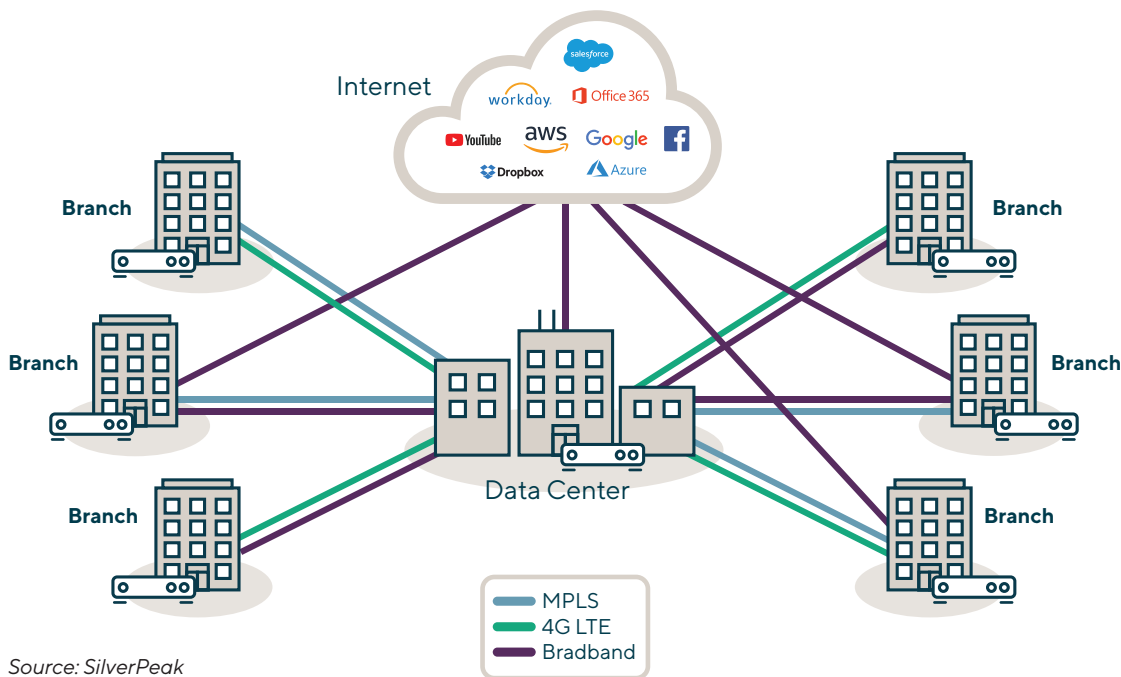 Internet
salesforce
workday.
Office 365
YouTube
aws
Google
Dropbox
Azure
Branch
Branch
Branch
Branch
Branch
Branch
Data Center
MPLS
4G LTE
Bradband
Source: SilverPeak